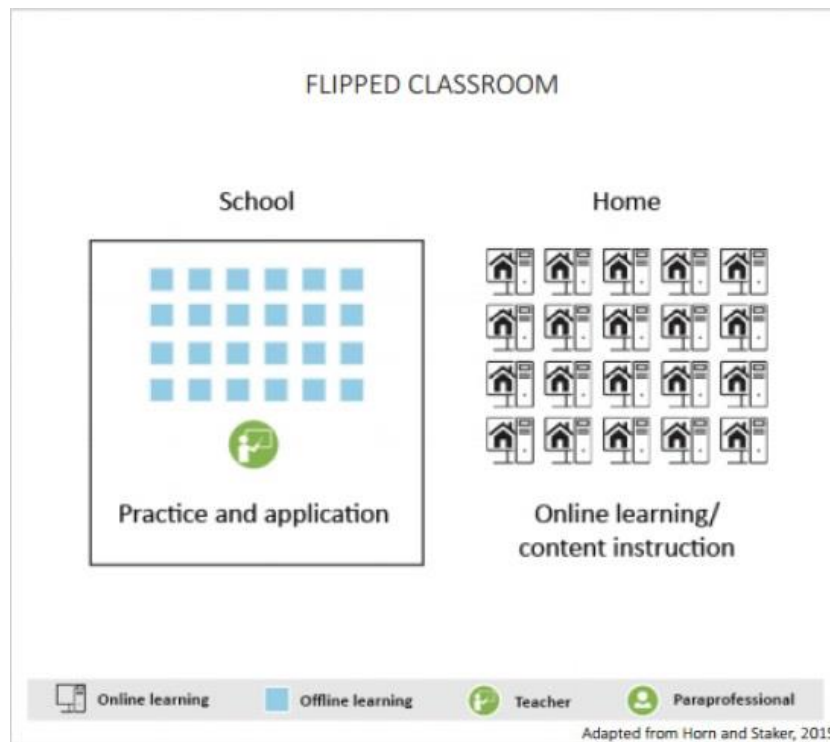 FLIPPED CLASSROOM
School
Home
Practice and application
Online learning/
content instruction
Online learning
Offline learning
Teacher
Paraprofessional
Adapted from Horn and Staker, 2015